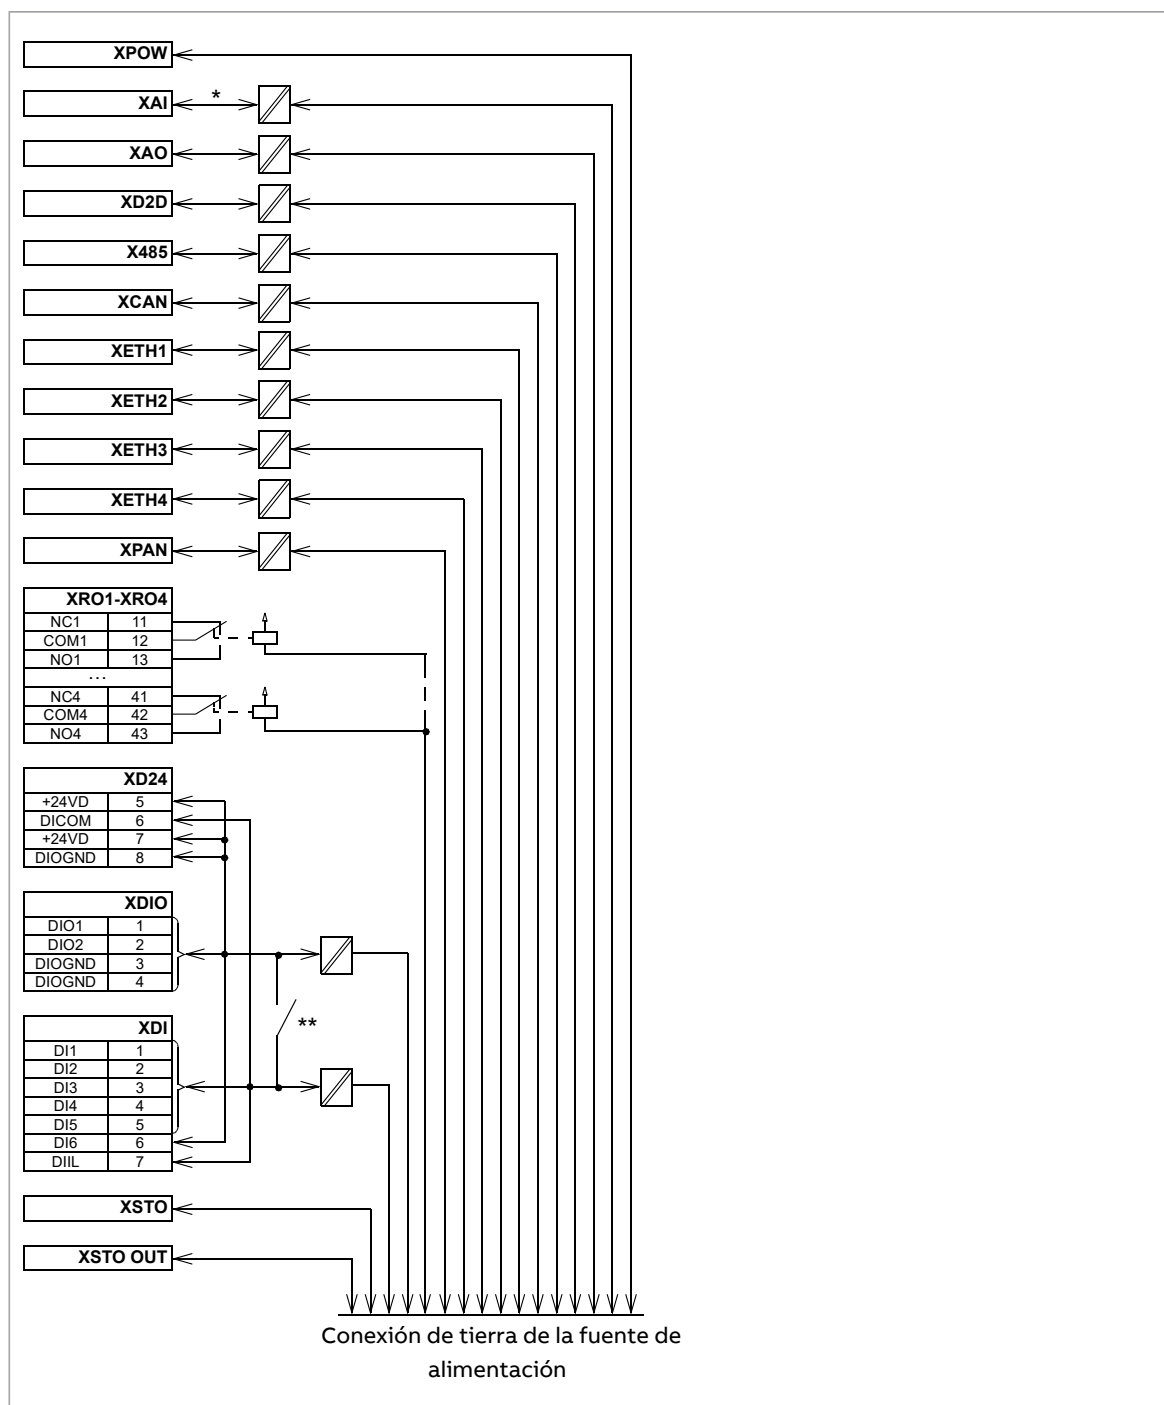 XPOW
XAI
*
XAO
XD2D
X485
XCAN
XETH1
XETH2
XETH3
XETH4
XPAN
XRO1-XRO4
NC1 11
COM1 12
NO1 13
...
NC4 41
COM4 42
NO4 43
XD24
+24VD 5
DICOM 6
+24VD 7
DIOGND 8
XDIO
DIO1 1
DIO2 2
DIOGND 3
DIOGND 4
**
XDI
DI1 1
DI2 2
DI3 3
DI4 4
DI5 5
DI6 6
DIIL 7
XSTO
XSTO OUT
Conexión de tierra de la fuente de
alimentación